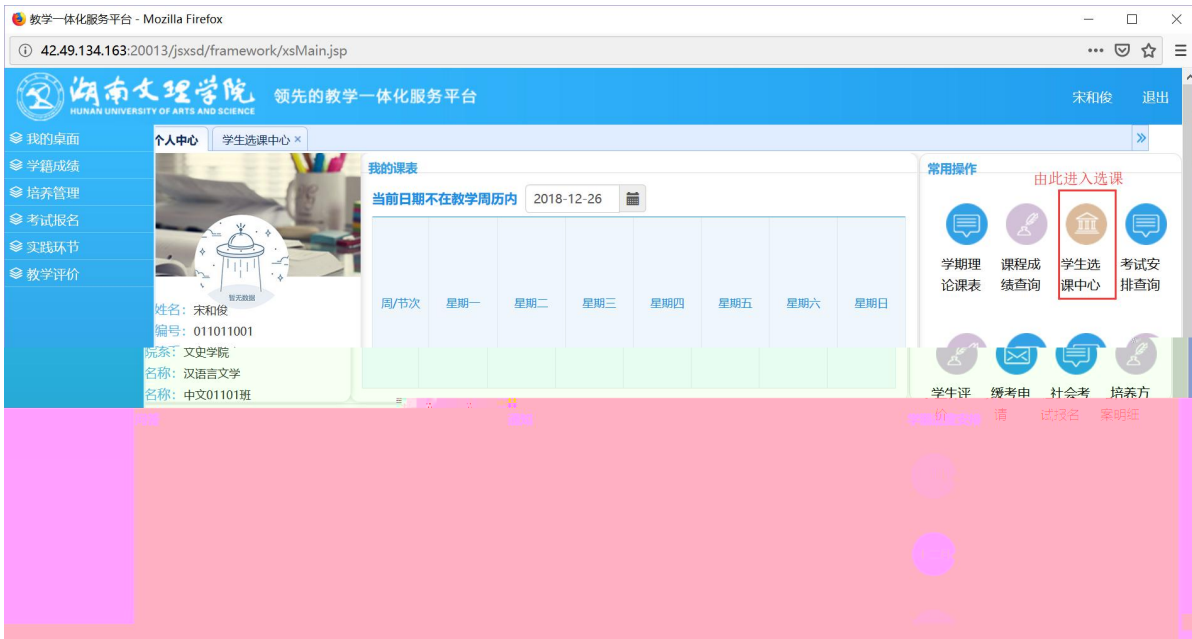 教学一体化服务平台 - Mozilla Firefox
42.49.134.163:20013/jsxsd/framework/xsMain.jsp
湖南文理学院
HUNAN UNIVERSITY OF ARTS AND SCIENCE
领先的教学一体化服务平台
宋和俊 退出
我的桌面
学籍成绩
培养管理
考试报名
实践环节
教学评价
个人中心 学生选课中心
暂无数据
姓名：宋和俊
编号：011011001
院系：文史学院
名称：汉语言文学
名称：中文01101班
我的课表
当前日期不在教学周历内 2018-12-26
周/节次 星期一 星期二 星期三 星期四 星期五 星期六 星期日
常用操作
由此进入选课
学期理论课表
课程成绩查询
学生选课中心
考试安排查询
学生评价
缓考申请
社会考试报名
培养方案明细